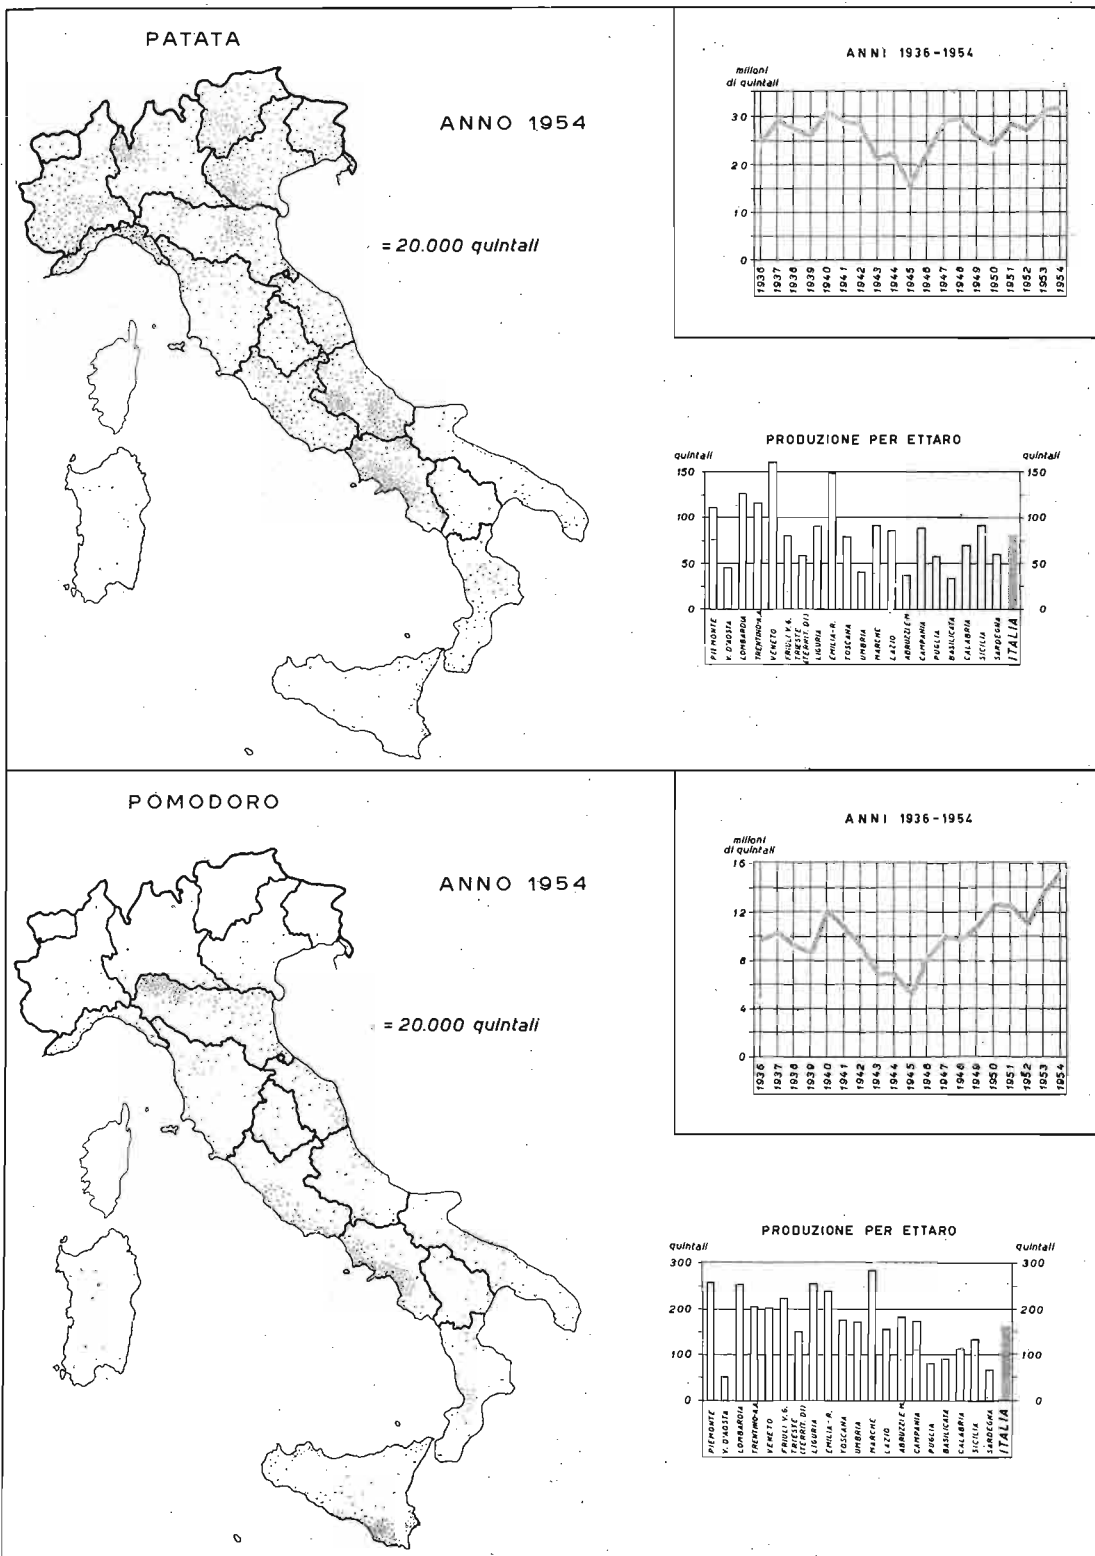 PATATA
ANNO 1954
= 20.000 quintali
ANNI 1936-1954
milioni
di quintali
30
20
10
0
1936 1937 1938 1939 1940 1941 1942 1943 1944 1945 1946 1947 1948 1949 1950 1951 1952 1953 1954
PRODUZIONE PER ETTARO
quintali quintali
150 150
100 100
50 50
0 0
PIEMONTE V. D'AOSTA LOMBARDIA TRENTINO-A.A. VENETO FRIULI V.G. TRIESTE (TERRIT. DI) LIGURIA EMILIA-R. TOSCANA UMBRIA MARCHE LAZIO ABRUZZI E M. CAMPANIA PUGLIA BASILICATA CALABRIA SICILIA SARDEGNA ITALIA
POMODORO
ANNO 1954
= 20.000 quintali
ANNI 1936-1954
milioni
di quintali
16
12
8
4
0
1936 1937 1938 1939 1940 1941 1942 1943 1944 1945 1946 1947 1948 1949 1950 1951 1952 1953 1954
PRODUZIONE PER ETTARO
quintali quintali
300 300
200 200
100 100
0 0
PIEMONTE V. D'AOSTA LOMBARDIA TRENTINO-A.A. VENETO FRIULI V.G. TRIESTE (TERRIT. DI) LIGURIA EMILIA-R. TOSCANA UMBRIA MARCHE LAZIO ABRUZZI E M. CAMPANIA PUGLIA BASILICATA CALABRIA SICILIA SARDEGNA ITALIA